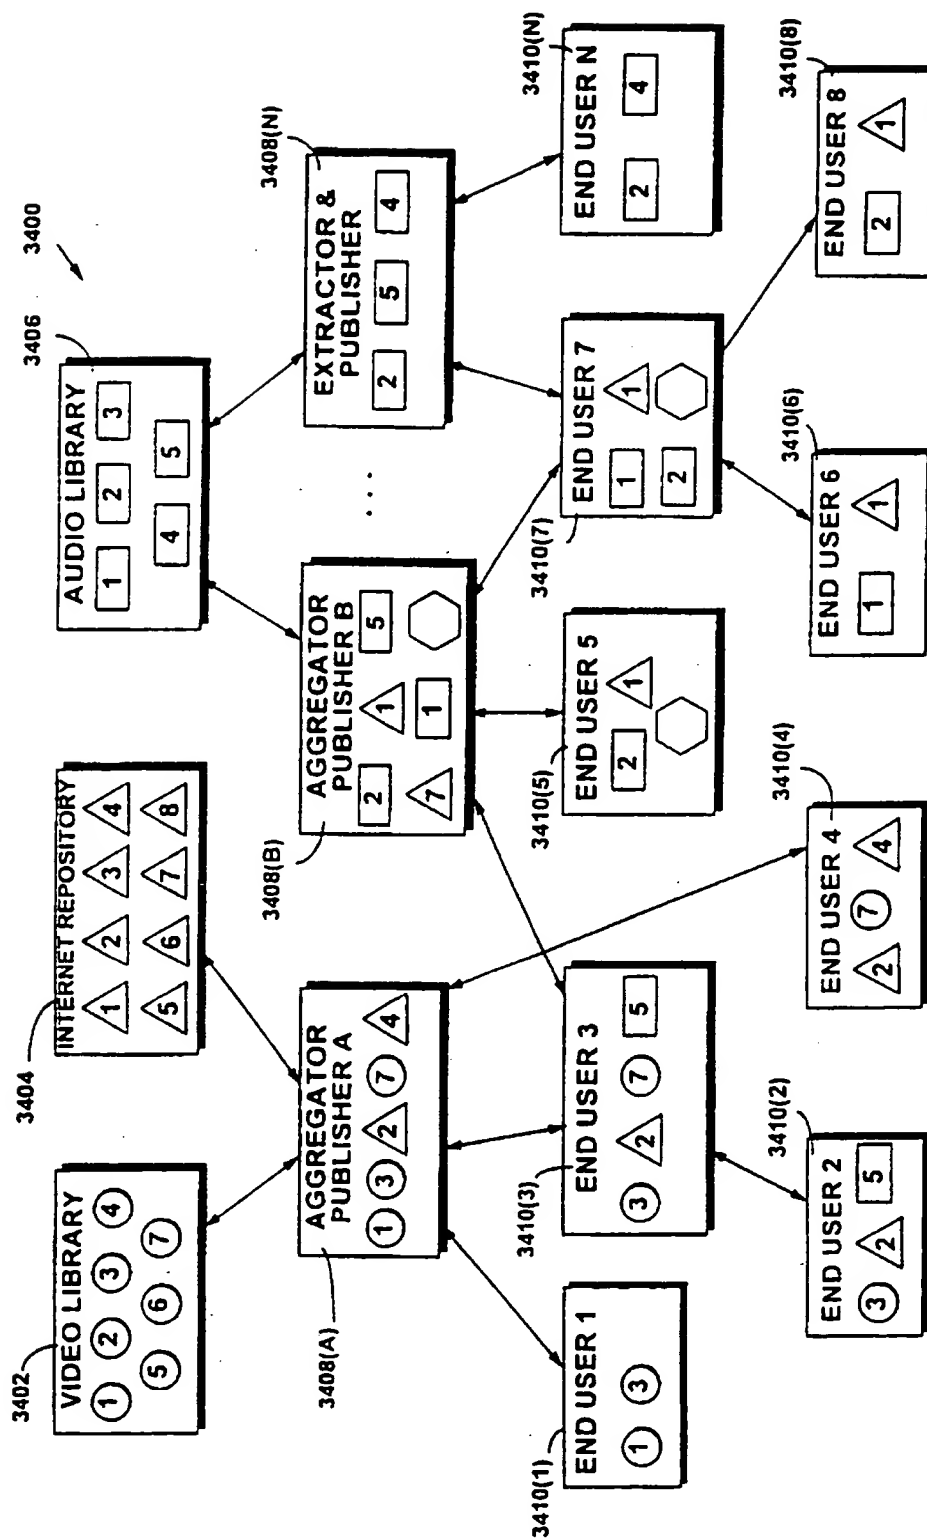 3400
3402
VIDEO LIBRARY
1 2 3 4
5 6 7
3404
INTERNET REPOSITORY
1 2 3 4
5 6 7 8
3406
AUDIO LIBRARY
1 2 3
4 5
3408(A)
AGGREGATOR
PUBLISHER A
1 3 2 7 4
3408(B)
AGGREGATOR
PUBLISHER B
2 1 5
7 1
...
3408(N)
EXTRACTOR &
PUBLISHER
2 5 4
3410(1)
END USER 1
1 3
3410(3)
END USER 3
3 2 7 5
3410(5)
END USER 5
2 1
3410(7)
END USER 7
1 1
2
3410(N)
END USER N
2 4
3410(2)
END USER 2
3 2 5
3410(4)
END USER 4
2 7 4
3410(6)
END USER 6
1 1
3410(8)
END USER 8
2 1